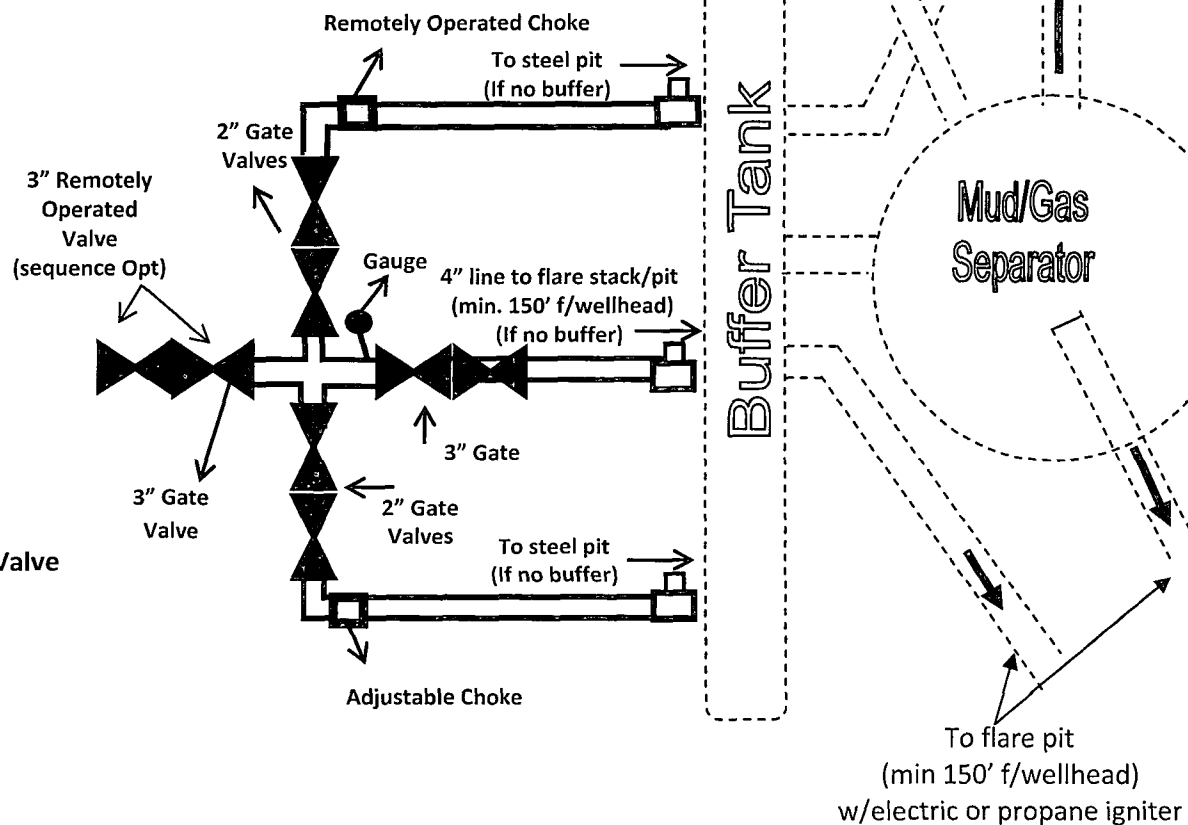 Remotely Operated Choke
To steel pit
(If no buffer)
2” Gate
Valves
3” Remotely
Operated
Valve
(sequence Opt)
Gauge
4” line to flare stack/pit
(min. 150’ f/wellhead)
(If no buffer)
Buffer Tank
Mud/Gas
Separator
3” Gate
3” Gate
Valve
2” Gate
Valves
Valve
To steel pit
(If no buffer)
Adjustable Choke
To flare pit
(min 150’ f/wellhead)
w/electric or propane igniter